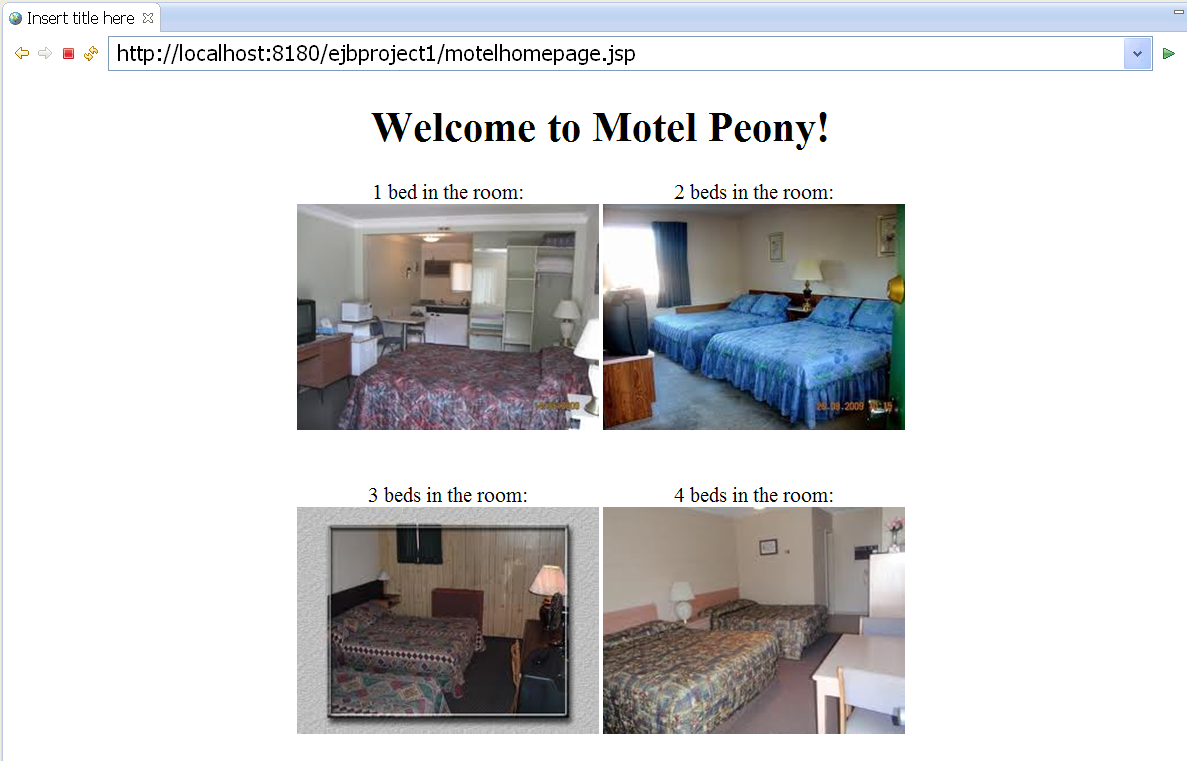 Insert title here
http://localhost:8180/ejbproject1/motelhomepage.jsp
Welcome to Motel Peony!
1 bed in the room:
2 beds in the room:
3 beds in the room:
4 beds in the room: